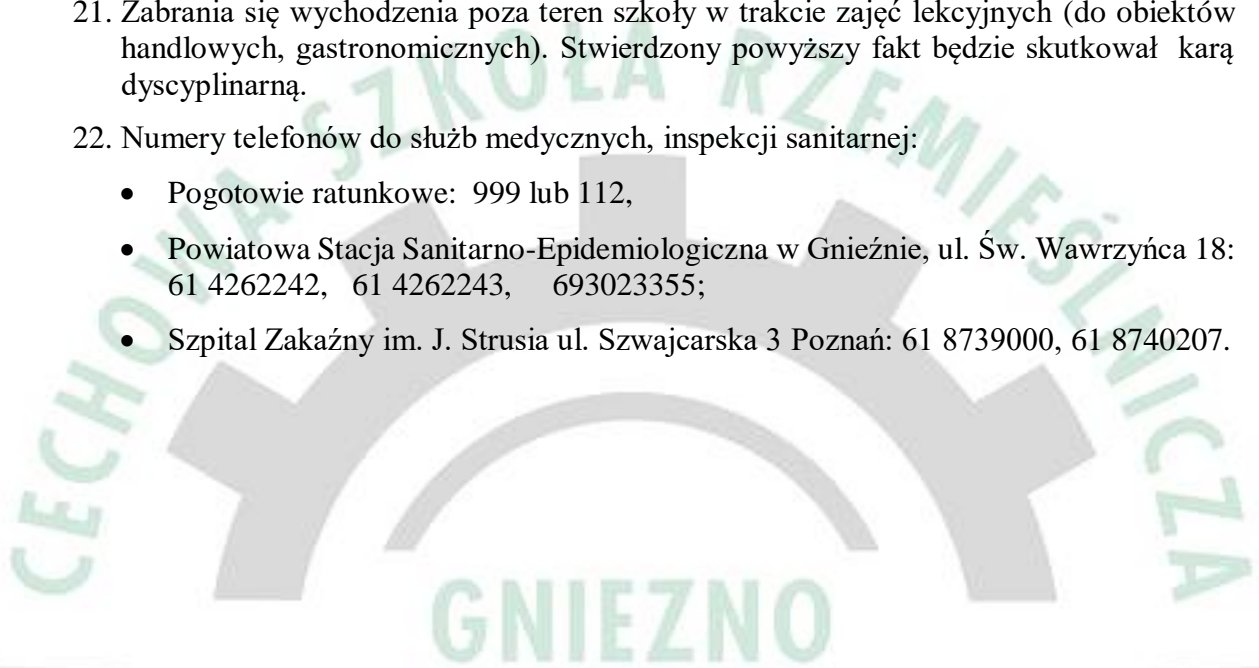 21. Zabrania się wychodzenia poza teren szkoły w trakcie zajęć lekcyjnych (do obiektów
handlowych, gastronomicznych). Stwierdzony powyższy fakt będzie skutkował karą
dyscyplinarną.
22. Numery telefonów do służb medycznych, inspekcji sanitarnej:
• Pogotowie ratunkowe: 999 lub 112,
• Powiatowa Stacja Sanitarno-Epidemiologiczna w Gnieźnie, ul. Św. Wawrzyńca 18:
61 4262242, 61 4262243, 693023355;
• Szpital Zakaźny im. J. Strusia ul. Szwajcarska 3 Poznań: 61 8739000, 61 8740207.
CECHOWA SZKOŁA RZEMIEŚLNICZA
GNIEZNO